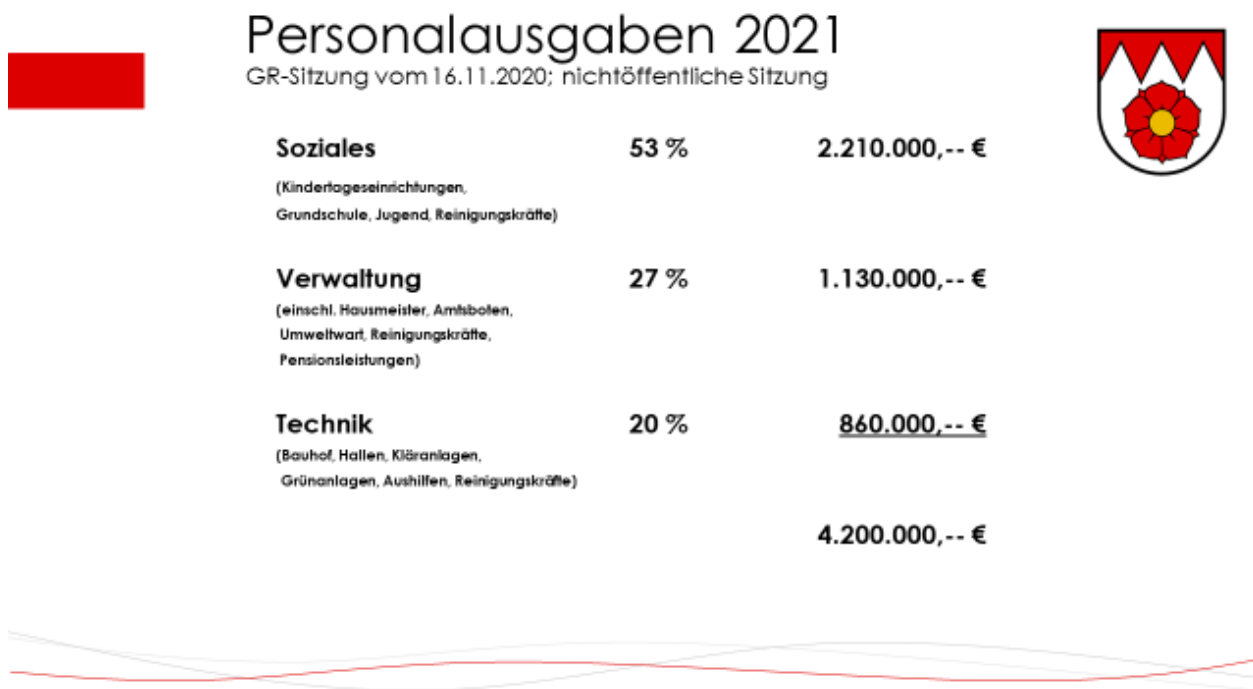 Personalausgaben 2021
GR-Sitzung vom 16.11.2020; nichtöffentliche Sitzung
Soziales 53 % 2.210.000,-- €
(Kindertageseinrichtungen,
Grundschule, Jugend, Reinigungskräfte)
Verwaltung 27 % 1.130.000,-- €
(einschl. Hausmeister, Amtsboten,
Umweltwart, Reinigungskräfte,
Pensionsleistungen)
Technik 20 % 860.000,-- €
(Bauhof, Hallen, Kläranlagen,
Grünanlagen, Aushilfen, Reinigungskräfte)
4.200.000,-- €